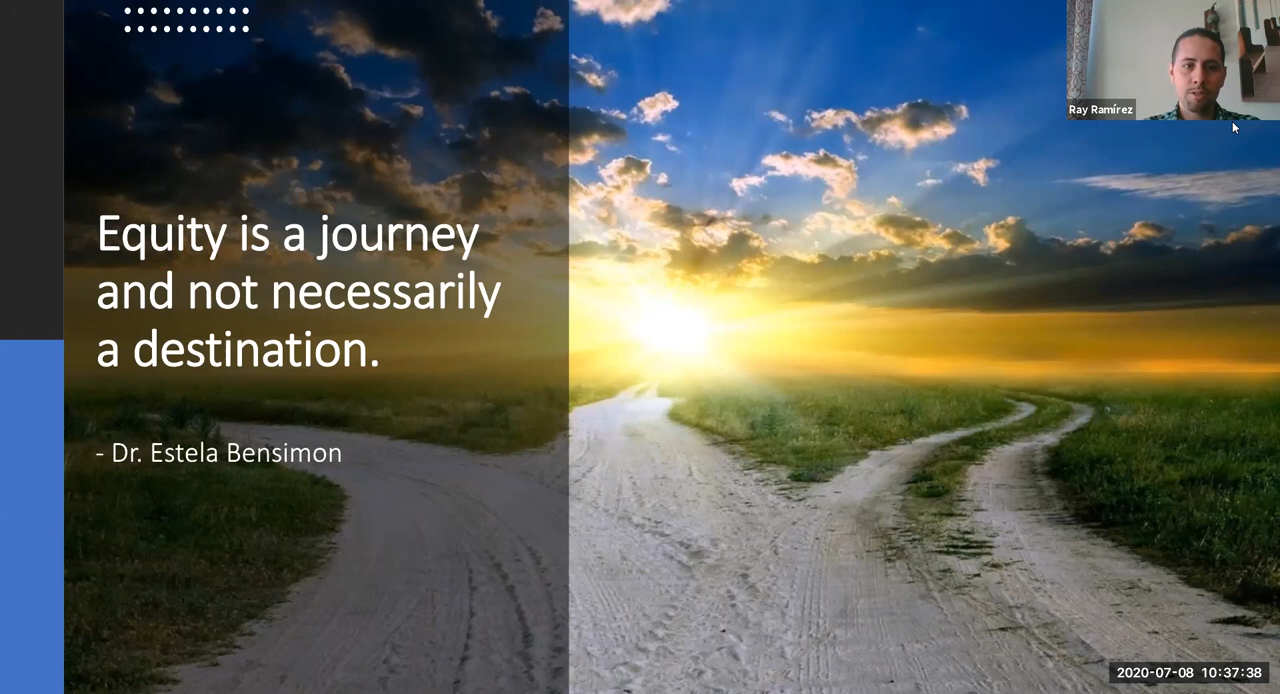 Ray Ramírez
Equity is a journey
and not necessarily
a destination.
- Dr. Estela Bensimon
2020-07-08 10:37:38